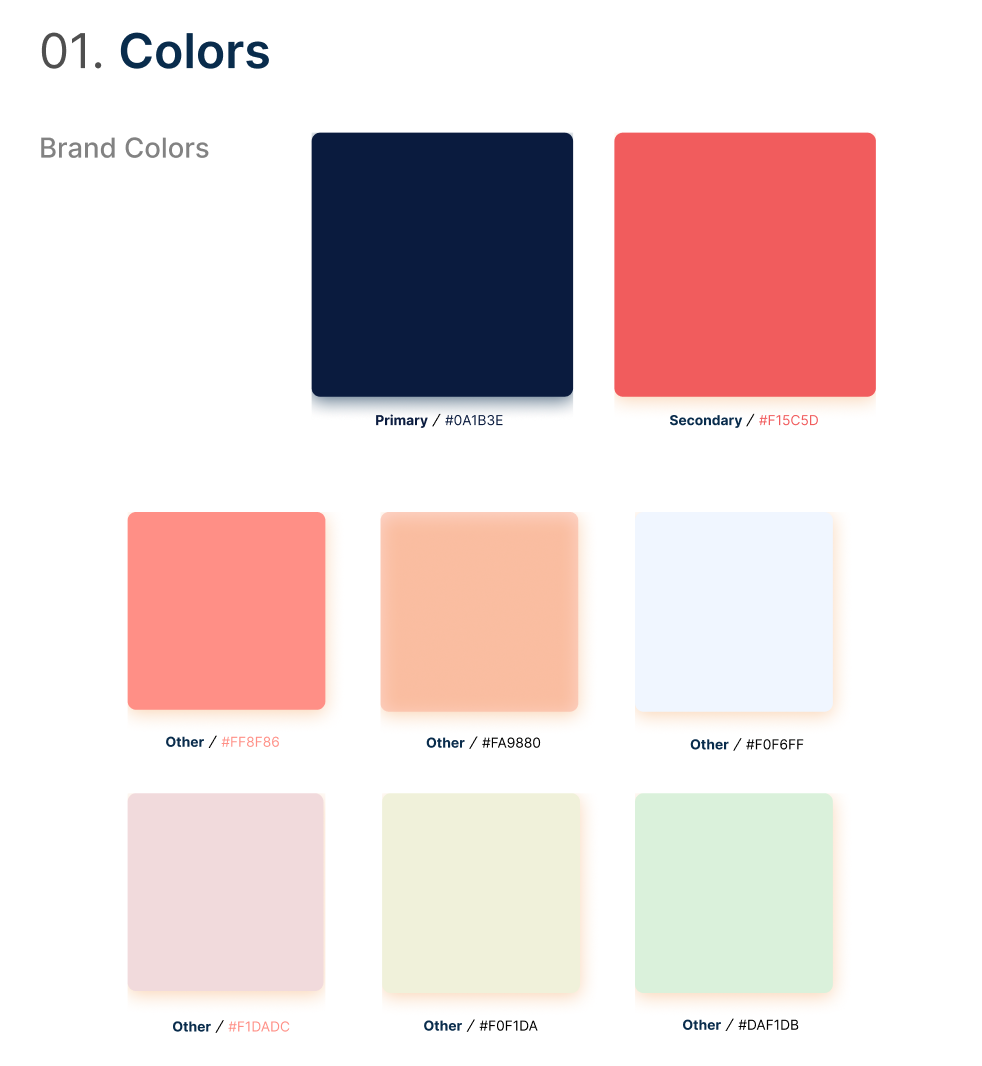 01. Colors
Brand Colors
Primary / #0A1B3E
Secondary / #F15C5D
Other / #FF8F86
Other / #FA9880
Other / #F0F6FF
Other / #F1DADC
Other / #F0F1DA
Other / #DAF1DB